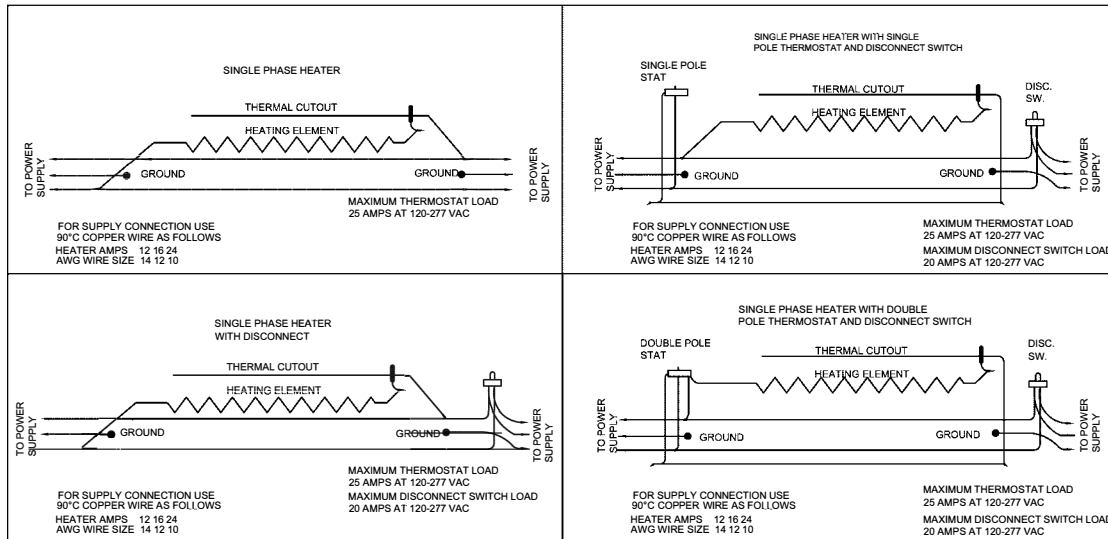 SINGLE PHASE HEATER
THERMAL CUTOUT
HEATING ELEMENT
TO POWER
SUPPLY
GROUND
GROUND
TO POWER
SUPPLY
MAXIMUM THERMOSTAT LOAD
25 AMPS AT 120-277 VAC
FOR SUPPLY CONNECTION USE
90°C COPPER WIRE AS FOLLOWS
HEATER AMPS 12 16 24
AWG WIRE SIZE 14 12 10
SINGLE PHASE HEATER WITH SINGLE
POLE THERMOSTAT AND DISCONNECT SWITCH
SINGLE POLE
STAT
THERMAL CUTOUT
HEATING ELEMENT
DISC.
SW.
TO POWER
SUPPLY
GROUND
GROUND
TO POWER
SUPPLY
FOR SUPPLY CONNECTION USE
90°C COPPER WIRE AS FOLLOWS
HEATER AMPS 12 16 24
AWG WIRE SIZE 14 12 10
MAXIMUM THERMOSTAT LOAD
25 AMPS AT 120-277 VAC
MAXIMUM DISCONNECT SWITCH LOAD
20 AMPS AT 120-277 VAC
SINGLE PHASE HEATER
WITH DISCONNECT
THERMAL CUTOUT
HEATING ELEMENT
TO POWER
SUPPLY
GROUND
GROUND
TO POWER
SUPPLY
MAXIMUM THERMOSTAT LOAD
25 AMPS AT 120-277 VAC
MAXIMUM DISCONNECT SWITCH LOAD
20 AMPS AT 120-277 VAC
FOR SUPPLY CONNECTION USE
90°C COPPER WIRE AS FOLLOWS
HEATER AMPS 12 16 24
AWG WIRE SIZE 14 12 10
SINGLE PHASE HEATER WITH DOUBLE
POLE THERMOSTAT AND DISCONNECT SWITCH
DOUBLE POLE
STAT
THERMAL CUTOUT
HEATING ELEMENT
DISC.
SW.
TO POWER
SUPPLY
GROUND
GROUND
TO POWER
SUPPLY
FOR SUPPLY CONNECTION USE
90°C COPPER WIRE AS FOLLOWS
HEATER AMPS 12 16 24
AWG WIRE SIZE 14 12 10
MAXIMUM THERMOSTAT LOAD
25 AMPS AT 120-277 VAC
MAXIMUM DISCONNECT SWITCH LOAD
20 AMPS AT 120-277 VAC